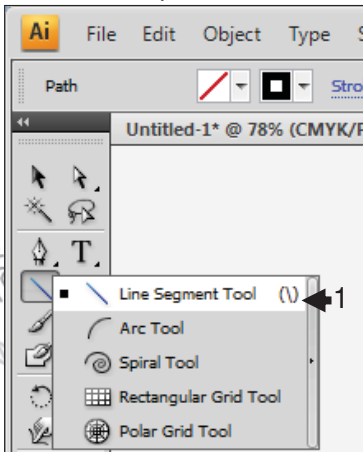 Ai File Edit Object Type
Path Stro
Untitled-1* @ 78% (CMYK/P
T
Line Segment Tool (\) 1
Arc Tool
Spiral Tool
Rectangular Grid Tool
Polar Grid Tool